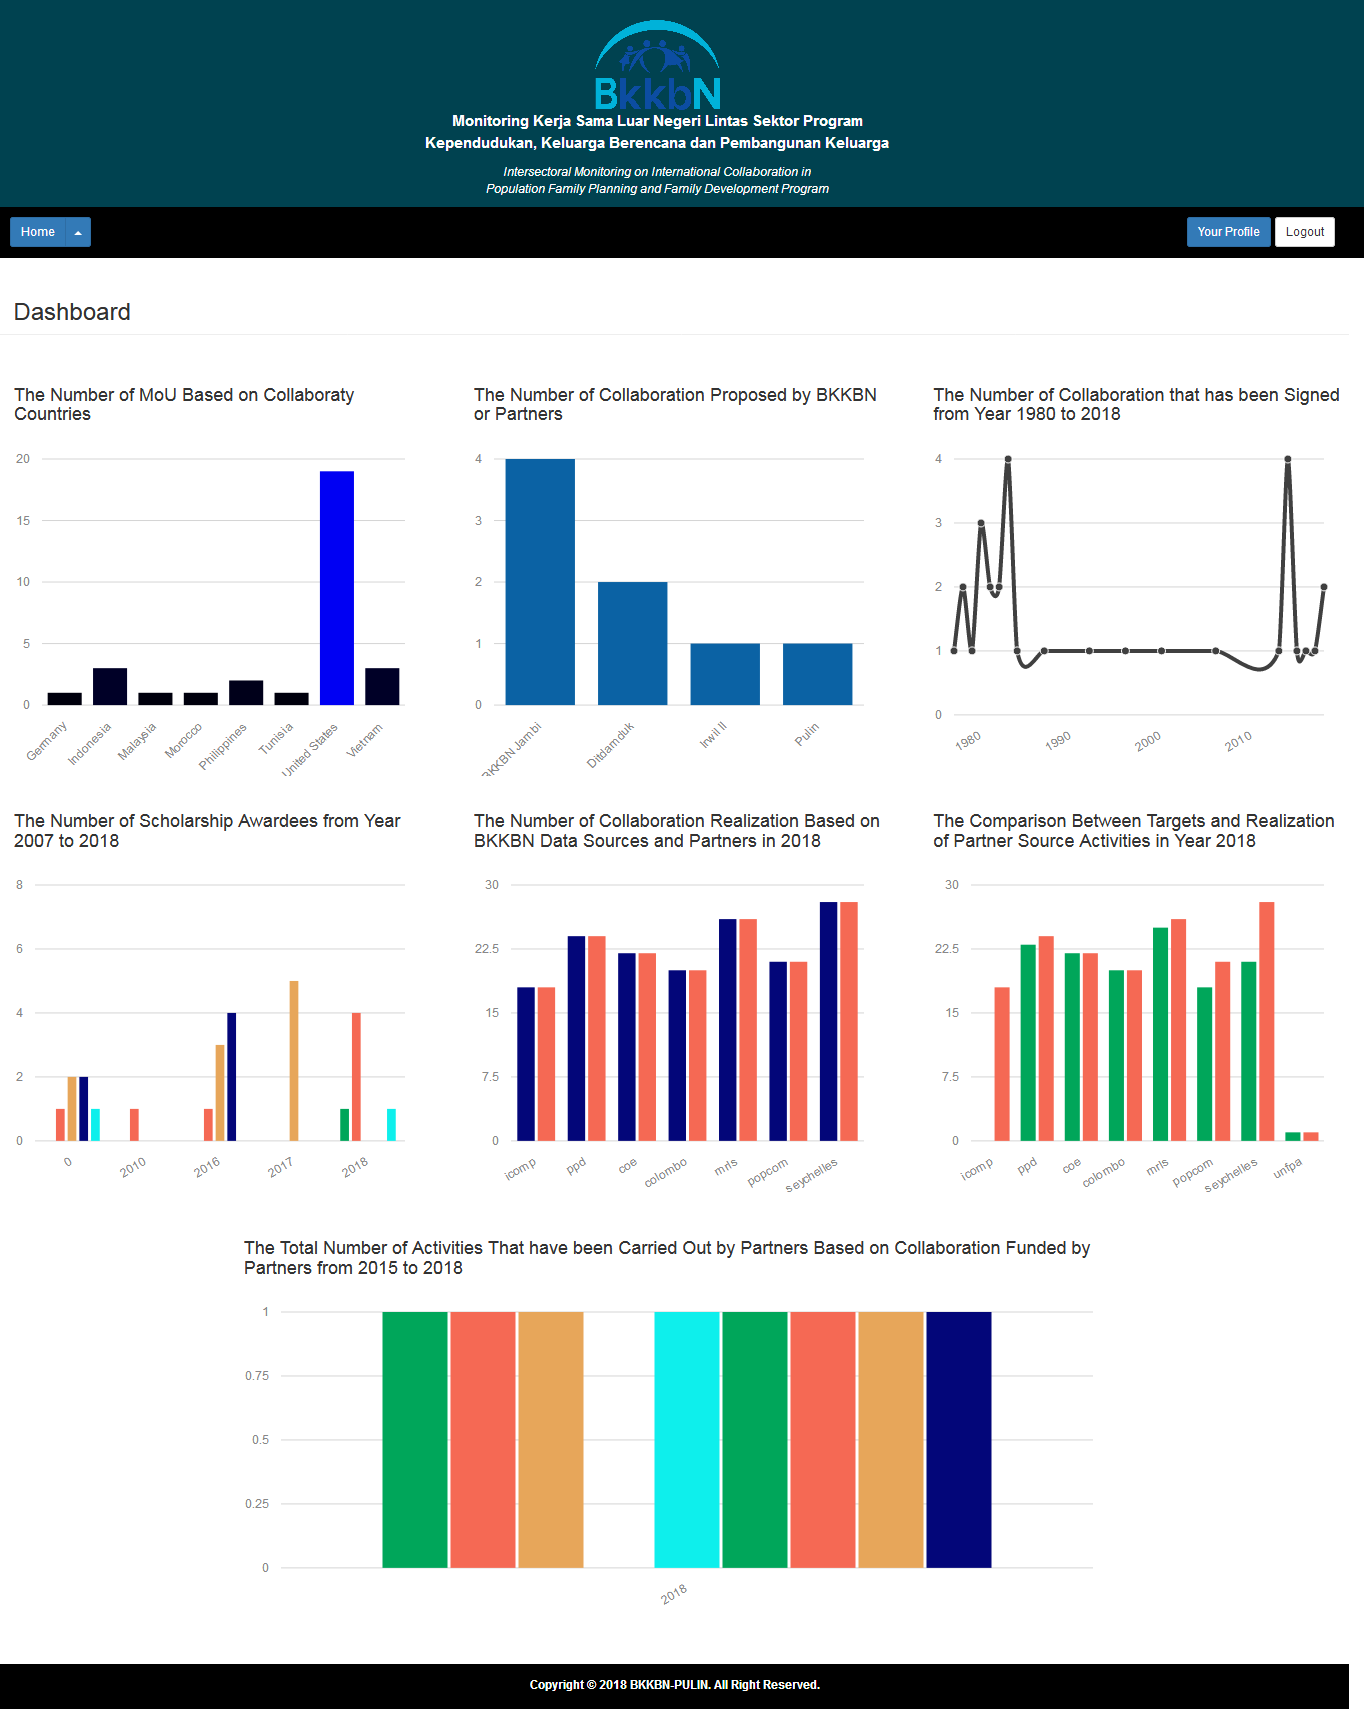 BkkbN
Monitoring Kerja Sama Luar Negeri Lintas Sektor Program
Kependudukan, Keluarga Berencana dan Pembangunan Keluarga
Intersectoral Monitoring on International Collaboration in
Population Family Planning and Family Development Program
Home
Your Profile
Logout
Dashboard
The Number of MoU Based on Collaboraty
Countries
20
15
10
5
0
Germany
Indonesia
Malaysia
Morocco
Philippines
Tunisia
United States
Vietnam
The Number of Collaboration Proposed by BKKBN
or Partners
4
3
2
1
0
BKKBN Jambi
Ditdamduk
Irwil II
Pulin
The Number of Collaboration that has been Signed
from Year 1980 to 2018
4
3
2
1
0
1980
1990
2000
2010
The Number of Scholarship Awardees from Year
2007 to 2018
8
6
4
2
0
0
2010
2016
2017
2018
The Number of Collaboration Realization Based on
BKKBN Data Sources and Partners in 2018
30
22.5
15
7.5
0
icomp
ppd
coe
colombo
mrls
popcom
seychelles
The Comparison Between Targets and Realization
of Partner Source Activities in Year 2018
30
22.5
15
7.5
0
icomp
ppd
coe
colombo
mrls
popcom
seychelles
unfpa
The Total Number of Activities That have been Carried Out by Partners Based on Collaboration Funded by
Partners from 2015 to 2018
1
0.75
0.5
0.25
0
2018
Copyright © 2018 BKKBN-PULIN. All Right Reserved.